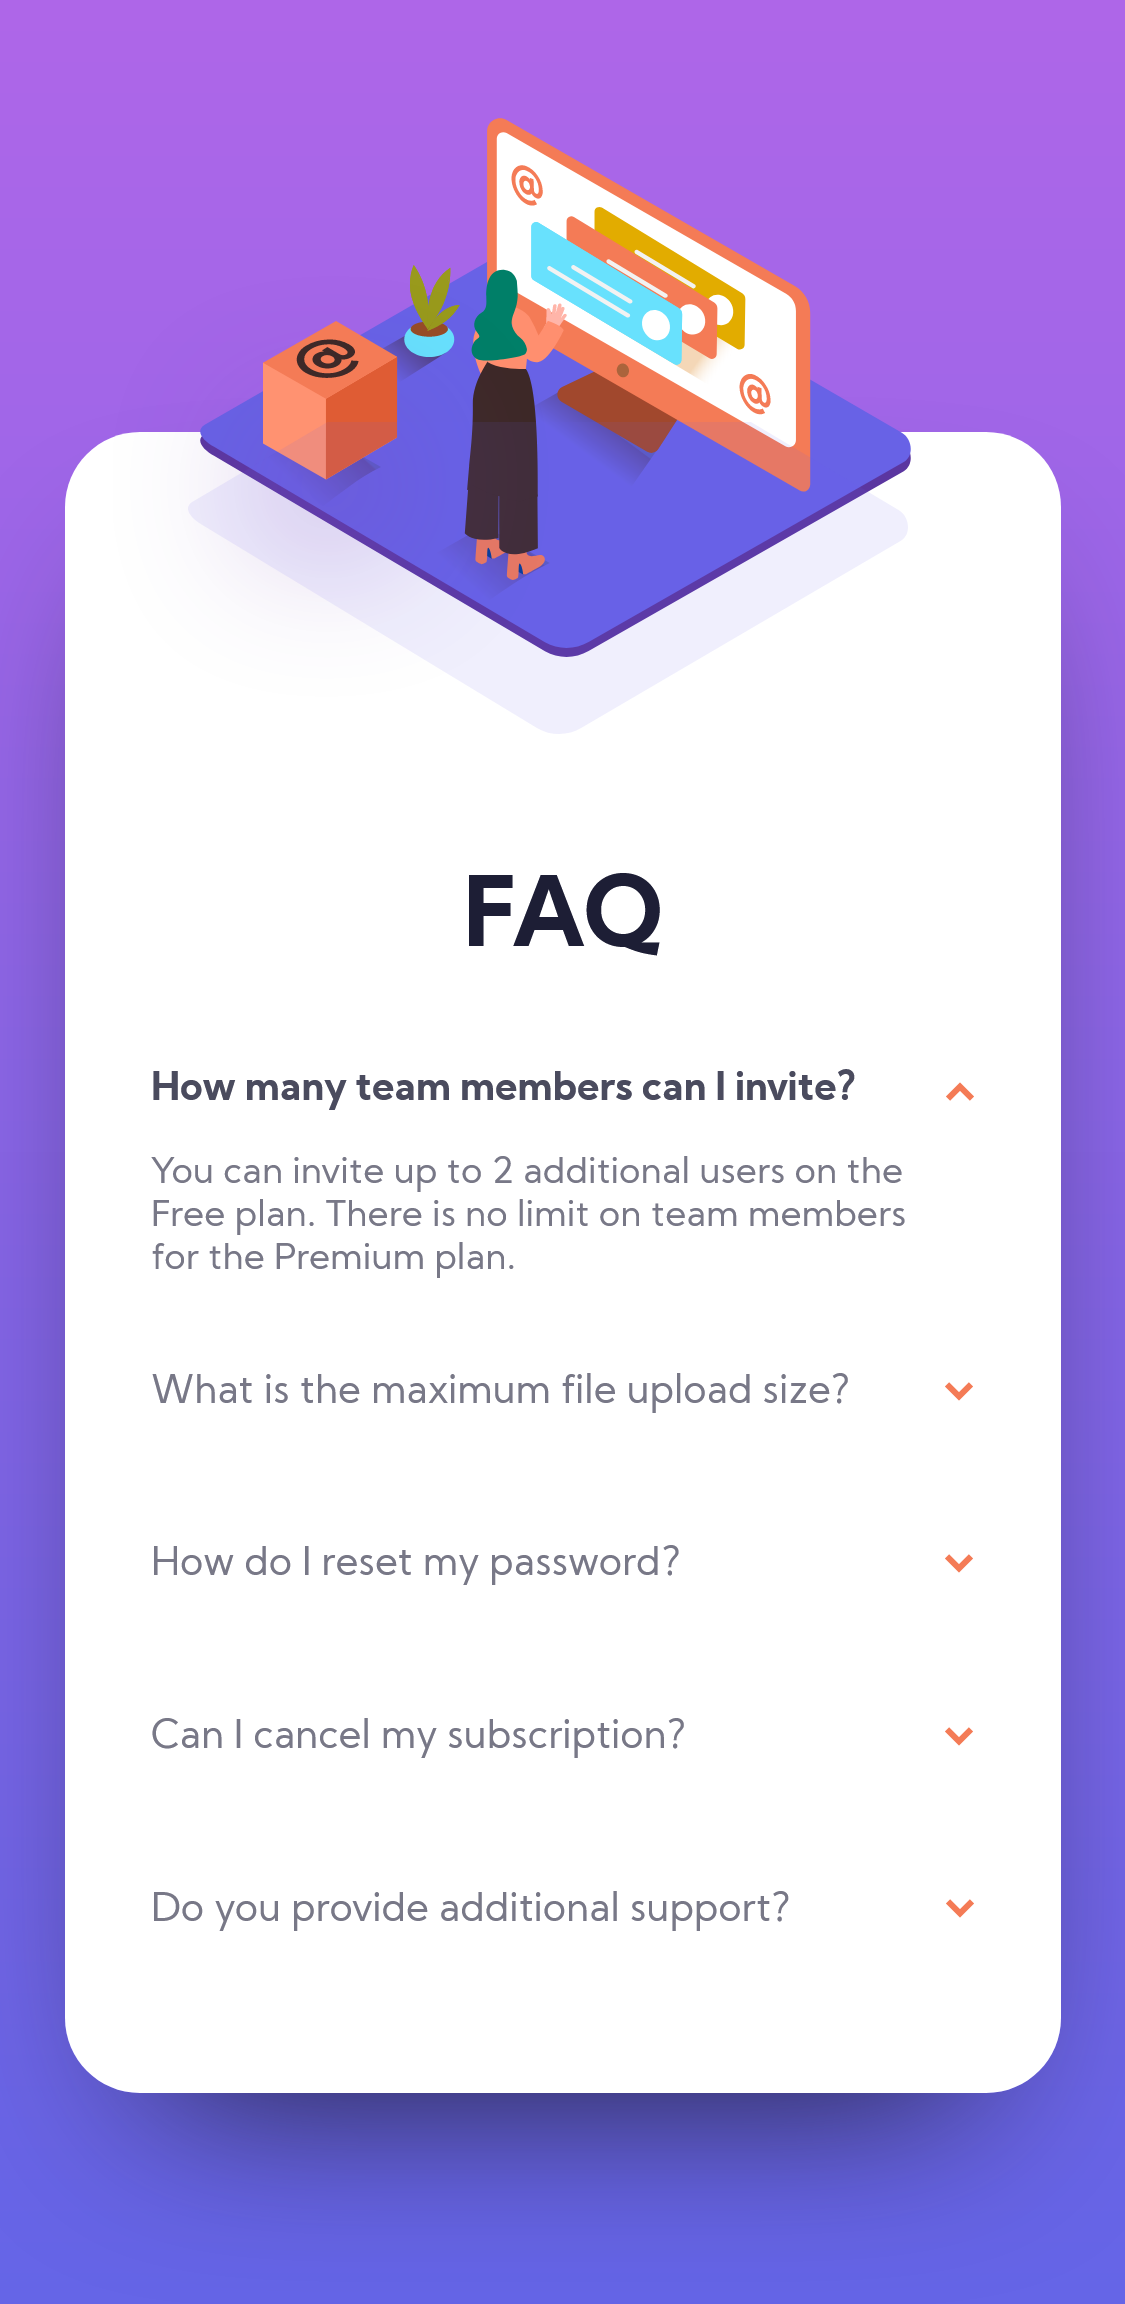 @
@
@
FAQ
How many team members can I invite?
You can invite up to 2 additional users on the
Free plan. There is no limit on team members
for the Premium plan.
What is the maximum file upload size?
How do I reset my password?
Can I cancel my subscription?
Do you provide additional support?